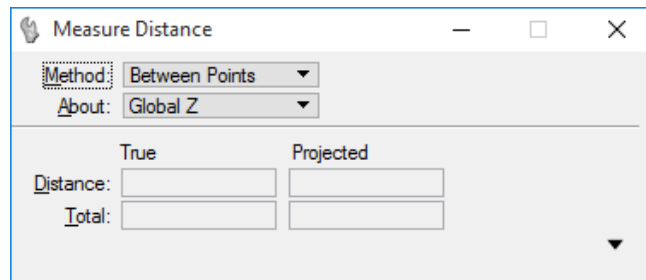 Measure Distance
Method: Between Points
About: Global Z
True Projected
Distance:
Total: